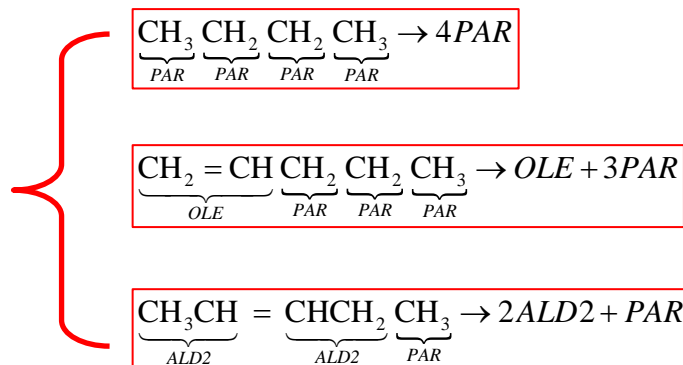 CH₃ CH₂ CH₂ CH₃ → 4PAR
PAR PAR PAR PAR
CH₂ = CH CH₂ CH₂ CH₃ → OLE + 3PAR
OLE PAR PAR PAR
CH₃CH = CHCH₂ CH₃ → 2ALD2 + PAR
ALD2 ALD2 PAR